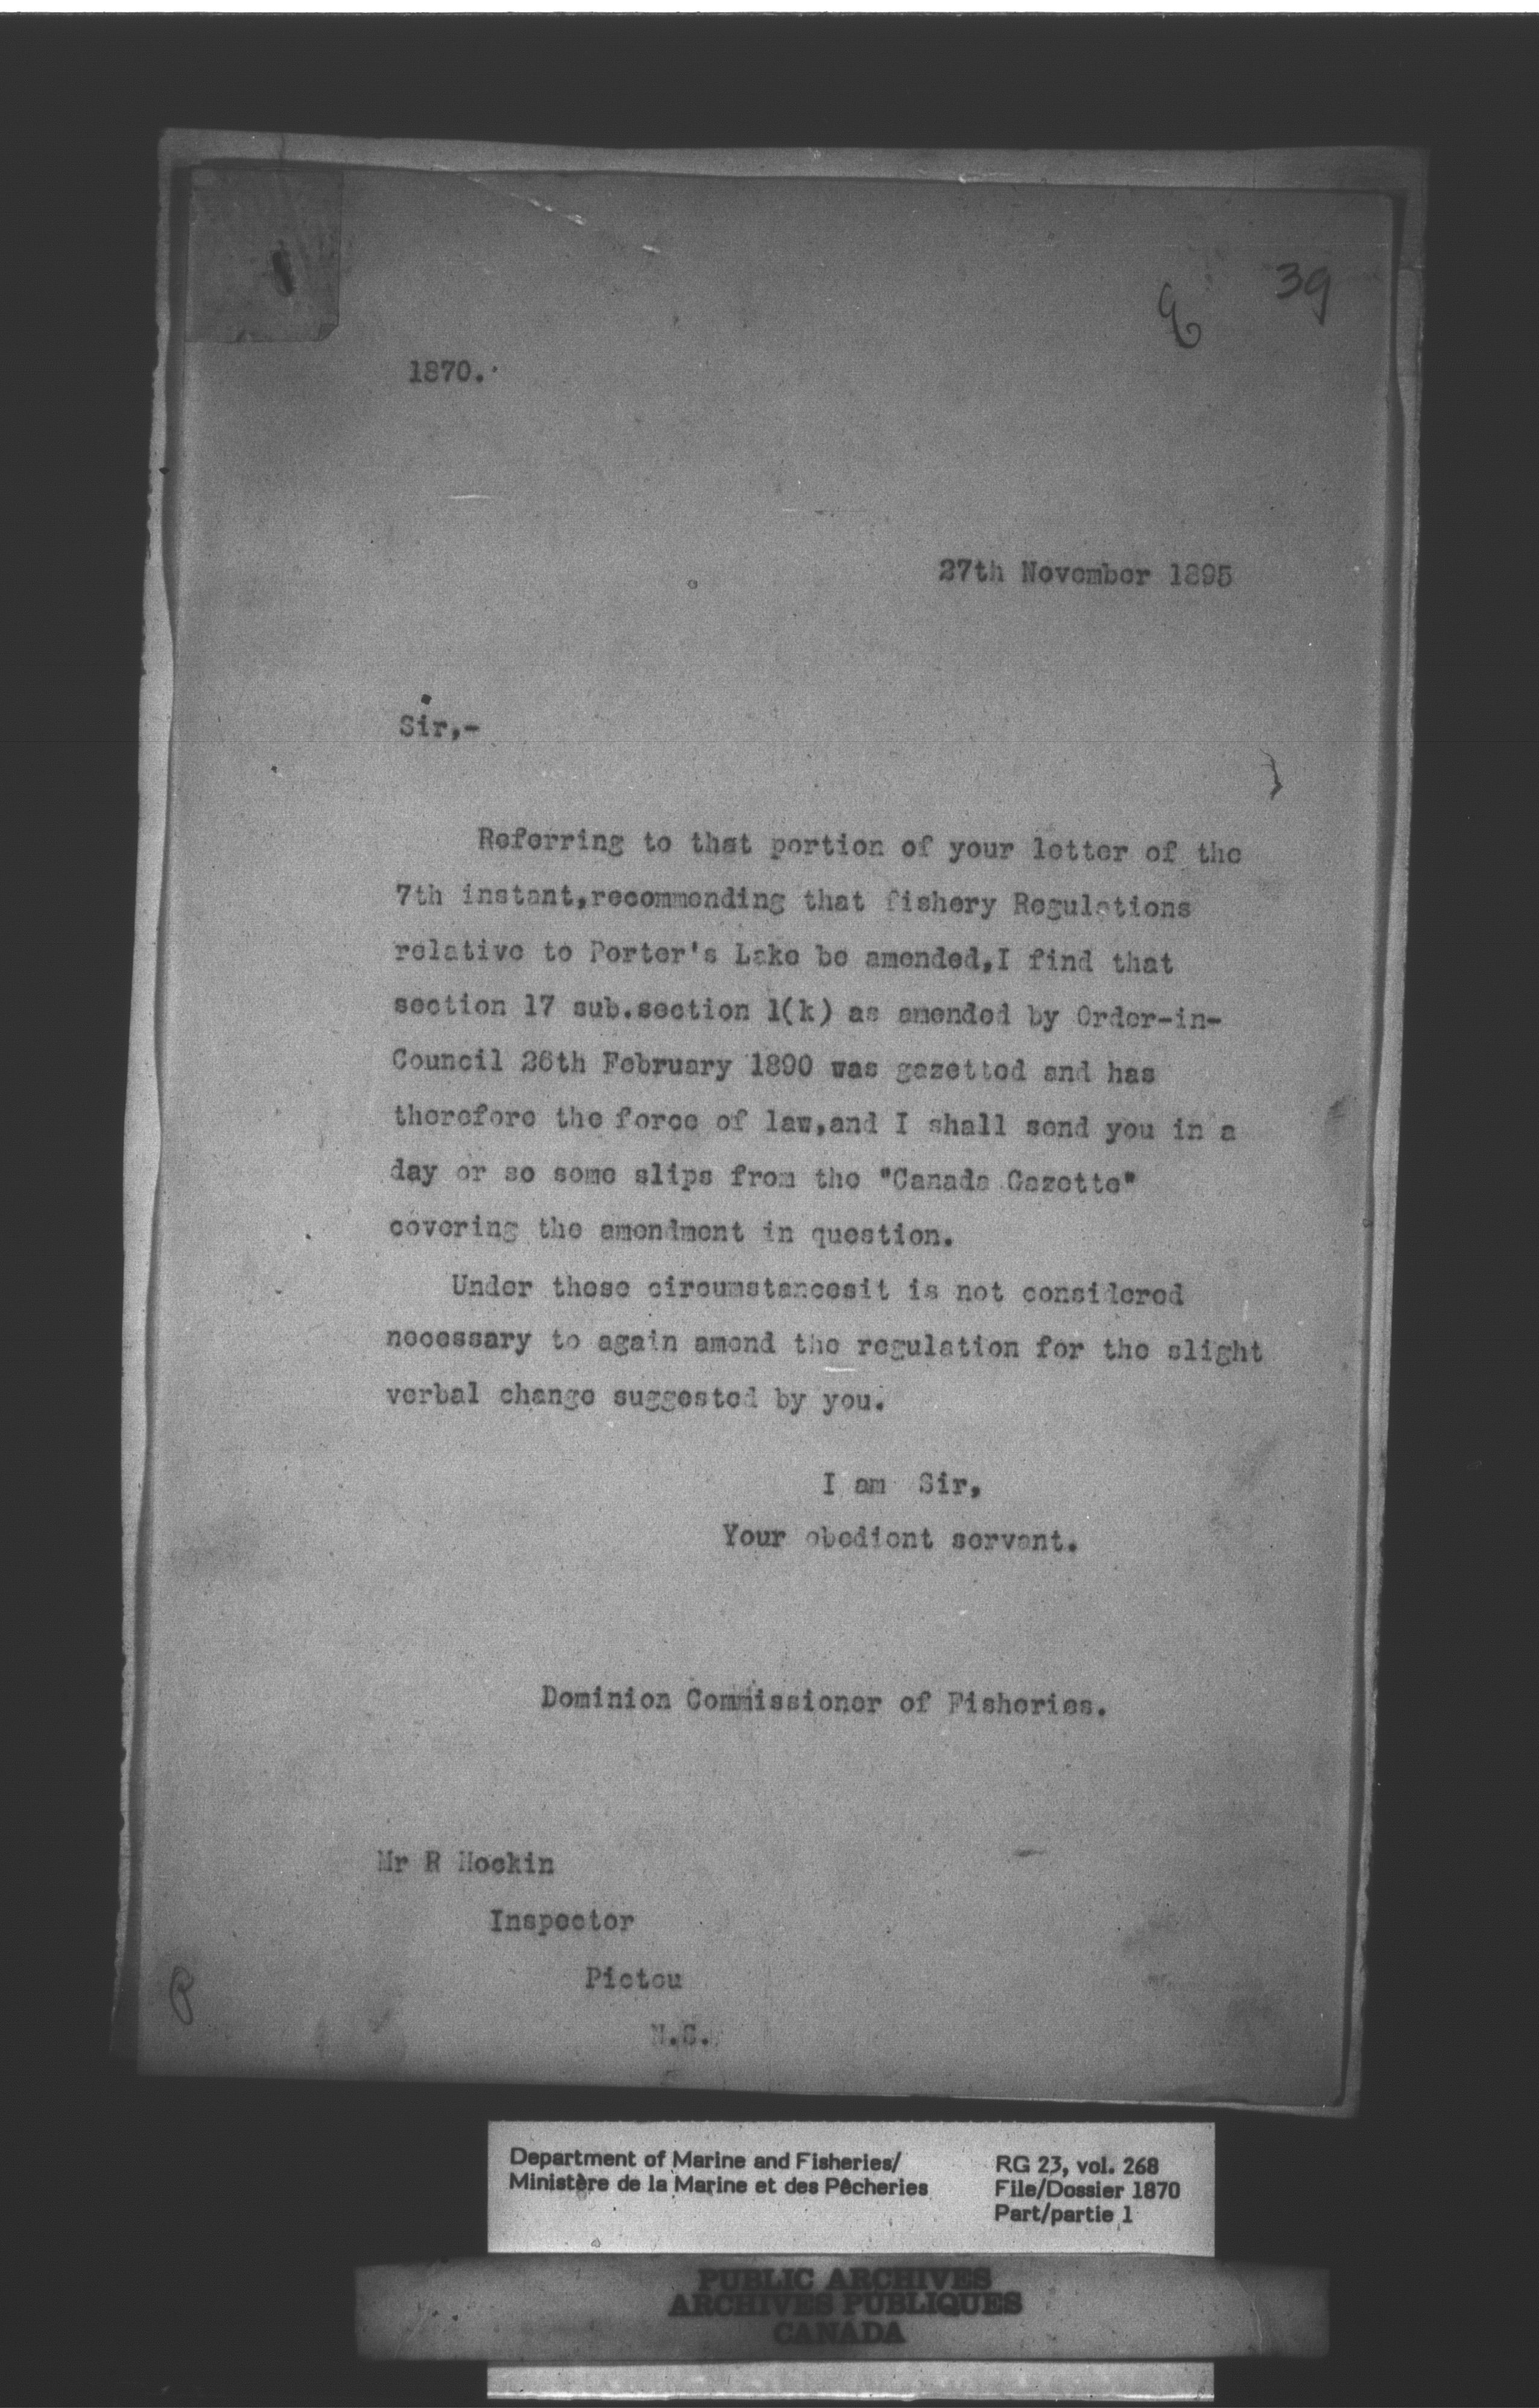 39
1870.
27th November 1895
Sir,-
Referring to that portion of your letter of the
7th instant,recommending that fishery Regulations
relative to Porter's Lake be amended,I find that
section 17 sub.section 1(k) as amended by Order-in-
Council 26th February 1890 was gazetted and has
therefore the force of law,and I shall send you in a
day or so some slips from the "Canada Gazette"
covering the amendment in question.
Under these circumstancesit is not considered
necessary to again amend the regulation for the slight
verbal change suggested by you.
I am Sir,
Your obedient servant.
Dominion Commissioner of Fisheries.
Mr R Hockin
Inspector
Pictou
N.S.
Department of Marine and Fisheries/
Ministère de la Marine et des Pêcheries
RG 23, vol. 268
File/Dossier 1870
Part/partie 1
PUBLIC ARCHIVES
ARCHIVES PUBLIQUES
CANADA